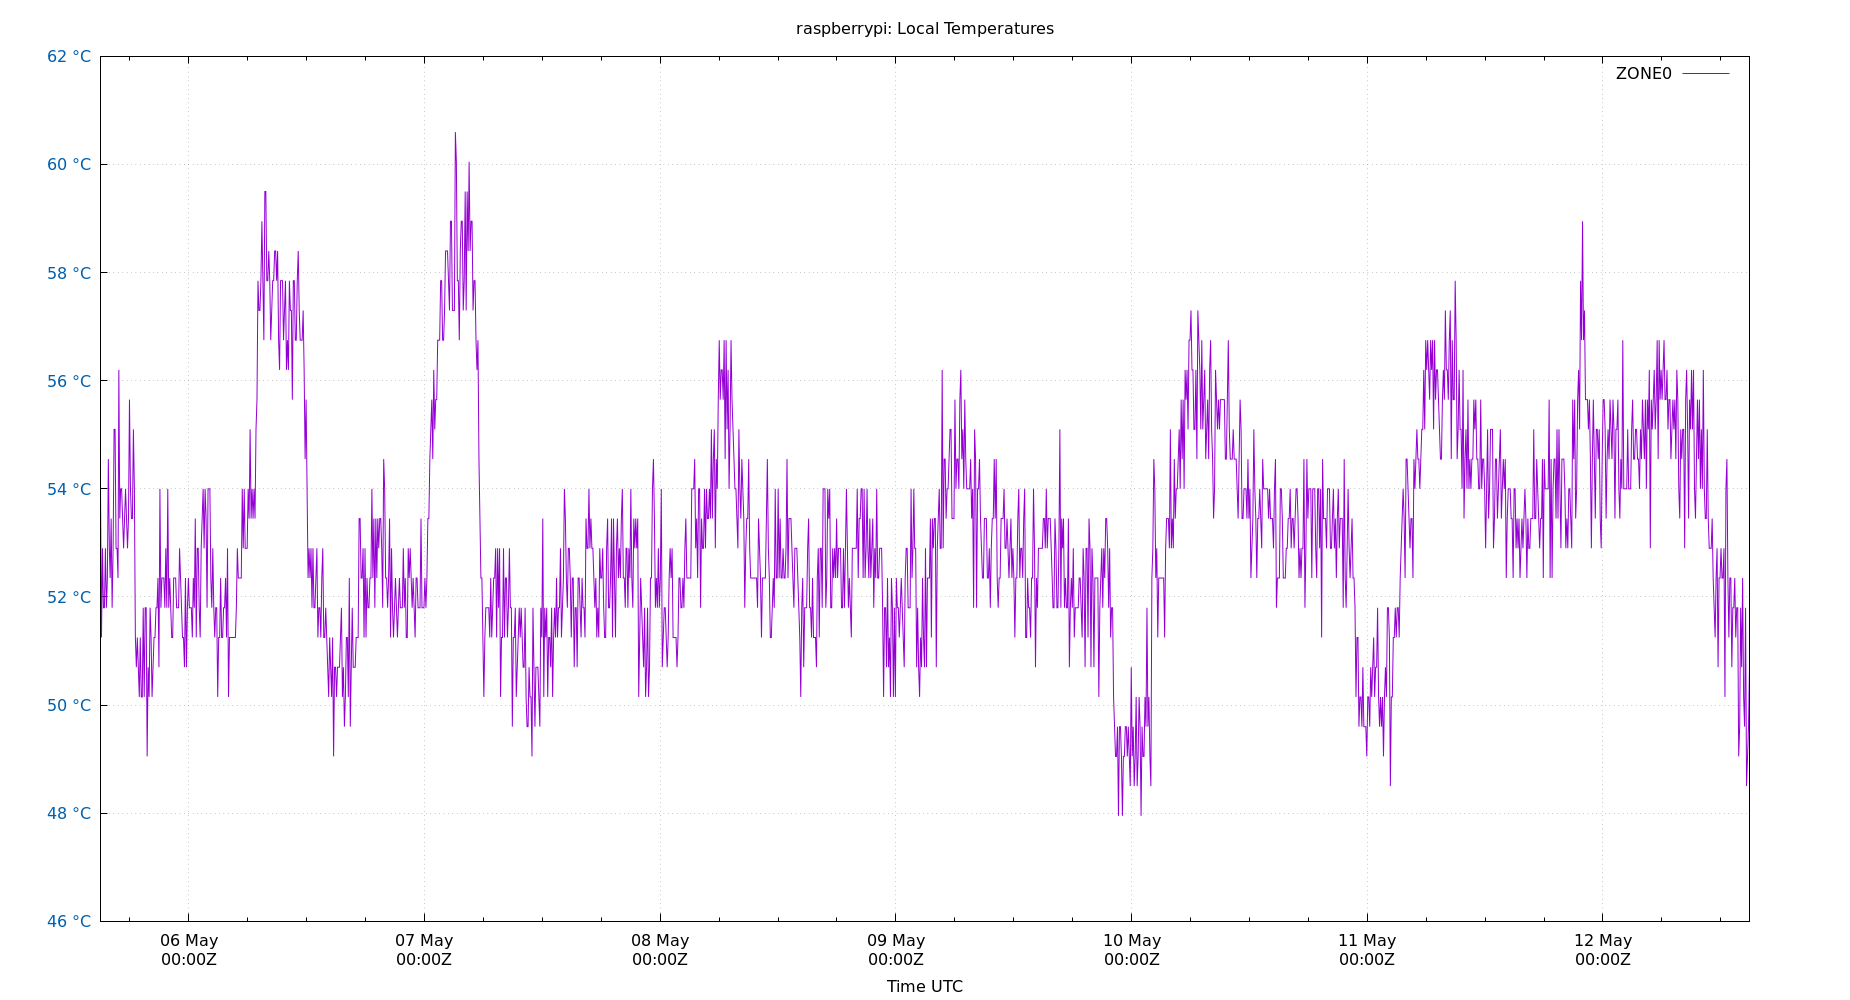 raspberrypi: Local Temperatures
62 °C
ZONE0
60 °C
58 °C
56 °C
54 °C
52 °C
50 °C
48 °C
46 °C
06 May 07 May 08 May 09 May 10 May 11 May 12 May
00:00Z 00:00Z 00:00Z 00:00Z 00:00Z 00:00Z 00:00Z
Time UTC